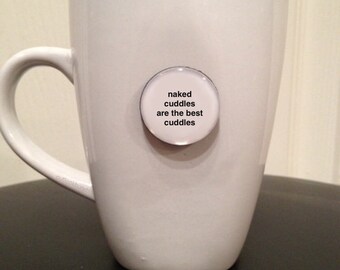 naked
cuddles
are the best
cuddles